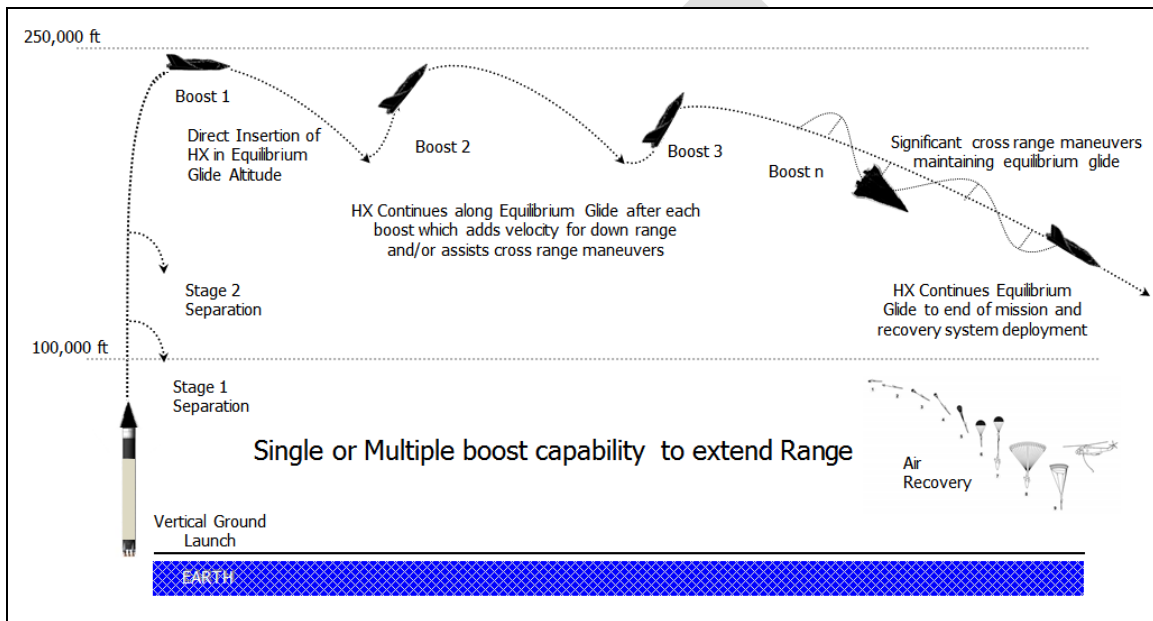 250,000 ft
Boost 1
Direct Insertion of
HX in Equilibrium
Glide Altitude
Boost 2
Boost 3
Boost n
Significant cross range maneuvers
maintaining equilibrium glide
HX Continues along Equilibrium Glide after each
boost which adds velocity for down range
and/or assists cross range maneuvers
Stage 2
Separation
HX Continues Equilibrium
Glide to end of mission and
recovery system deployment
100,000 ft
Stage 1
Separation
Single or Multiple boost capability to extend Range
Air
Recovery
Vertical Ground
Launch
EARTH